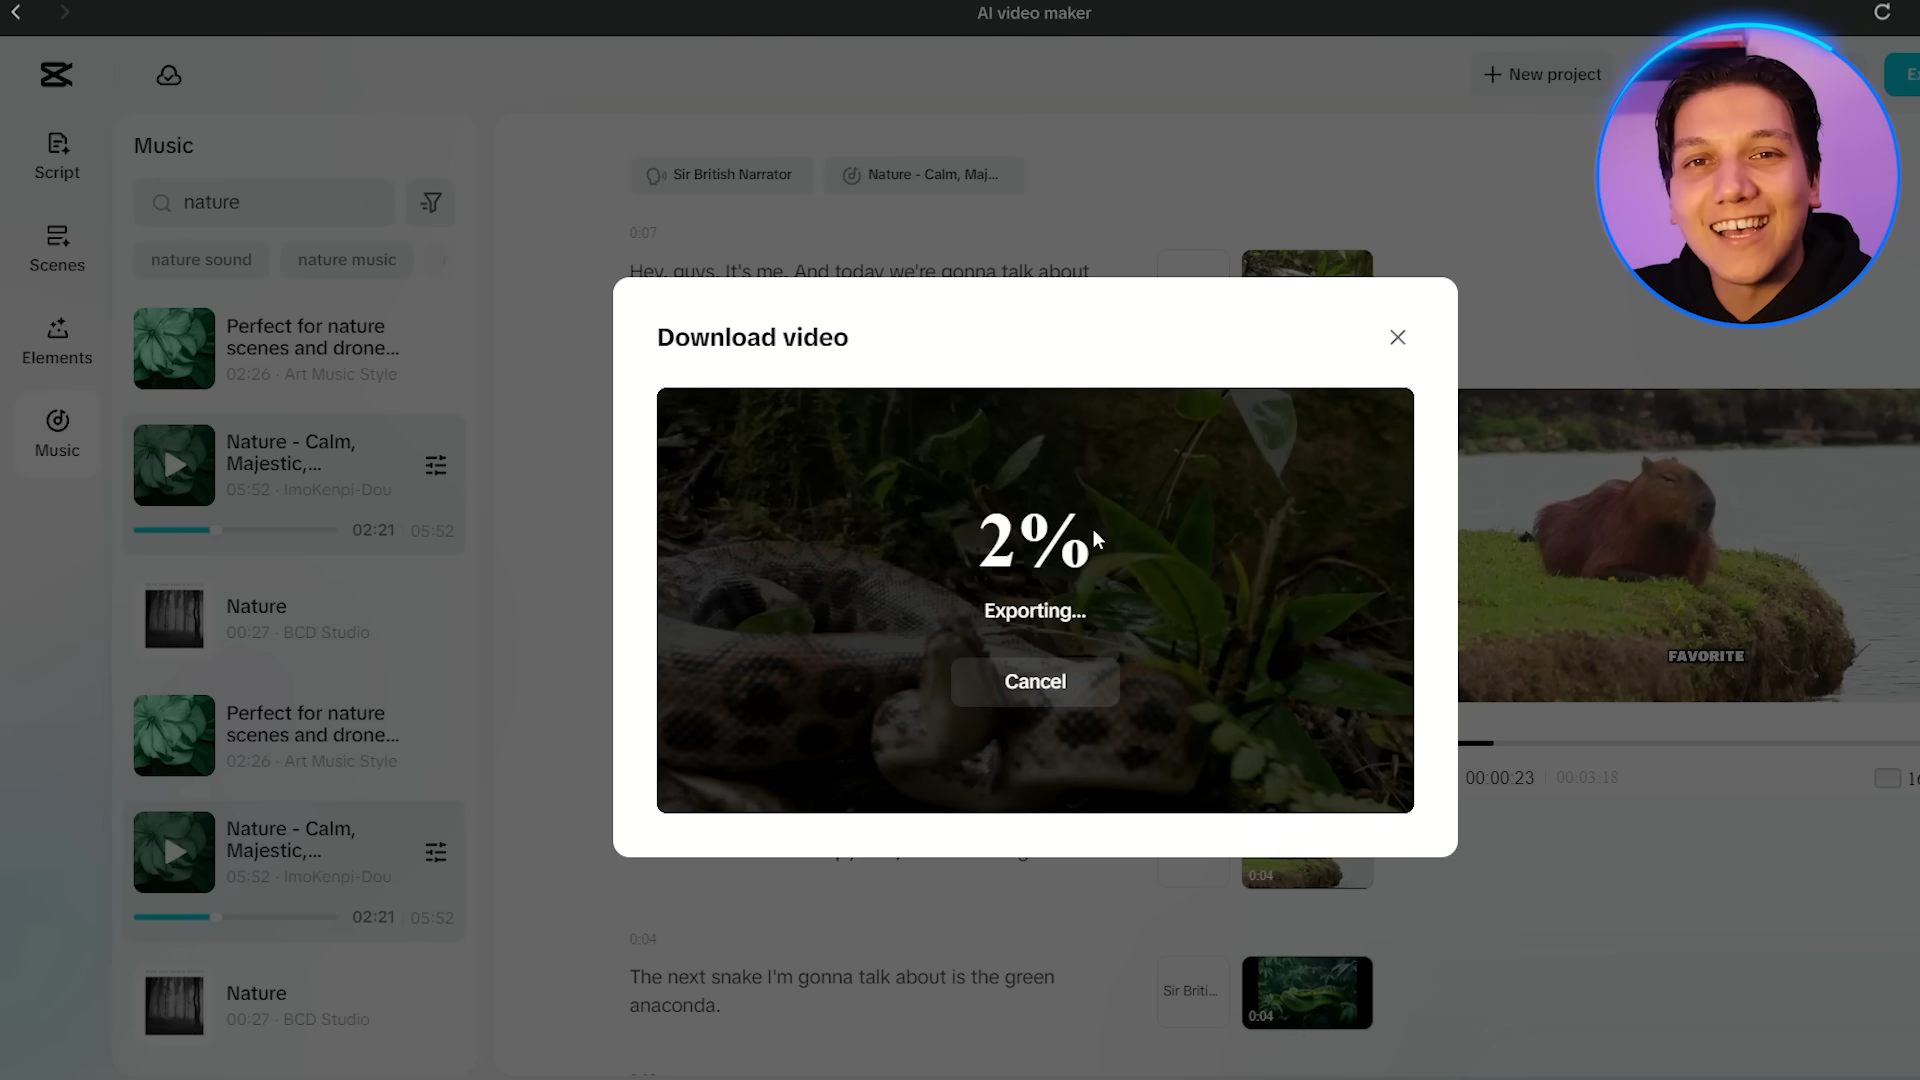 AI video maker
New project
Script
Scenes
Elements
Music
Music
nature
nature sound
nature music
Perfect for nature
scenes and drone...
02:26 · Art Music Style
Nature - Calm,
Majestic,...
05:52 · ImoKenpi-Dou
02:21
05:52
Nature
00:27 · BCD Studio
Perfect for nature
scenes and drone...
02:26 · Art Music Style
Nature - Calm,
Majestic,...
05:52 · ImoKenpi-Dou
02:21
05:52
Nature
00:27 · BCD Studio
Sir British Narrator
Nature - Calm, Maj...
0:07
Hey, guys. It's me. And today we're gonna talk about
Download video
2%
Exporting...
Cancel
0:04
0:04
The next snake I'm gonna talk about is the green
anaconda.
Sir Briti...
0:04
FAVORITE
00:00:23
00:03:18